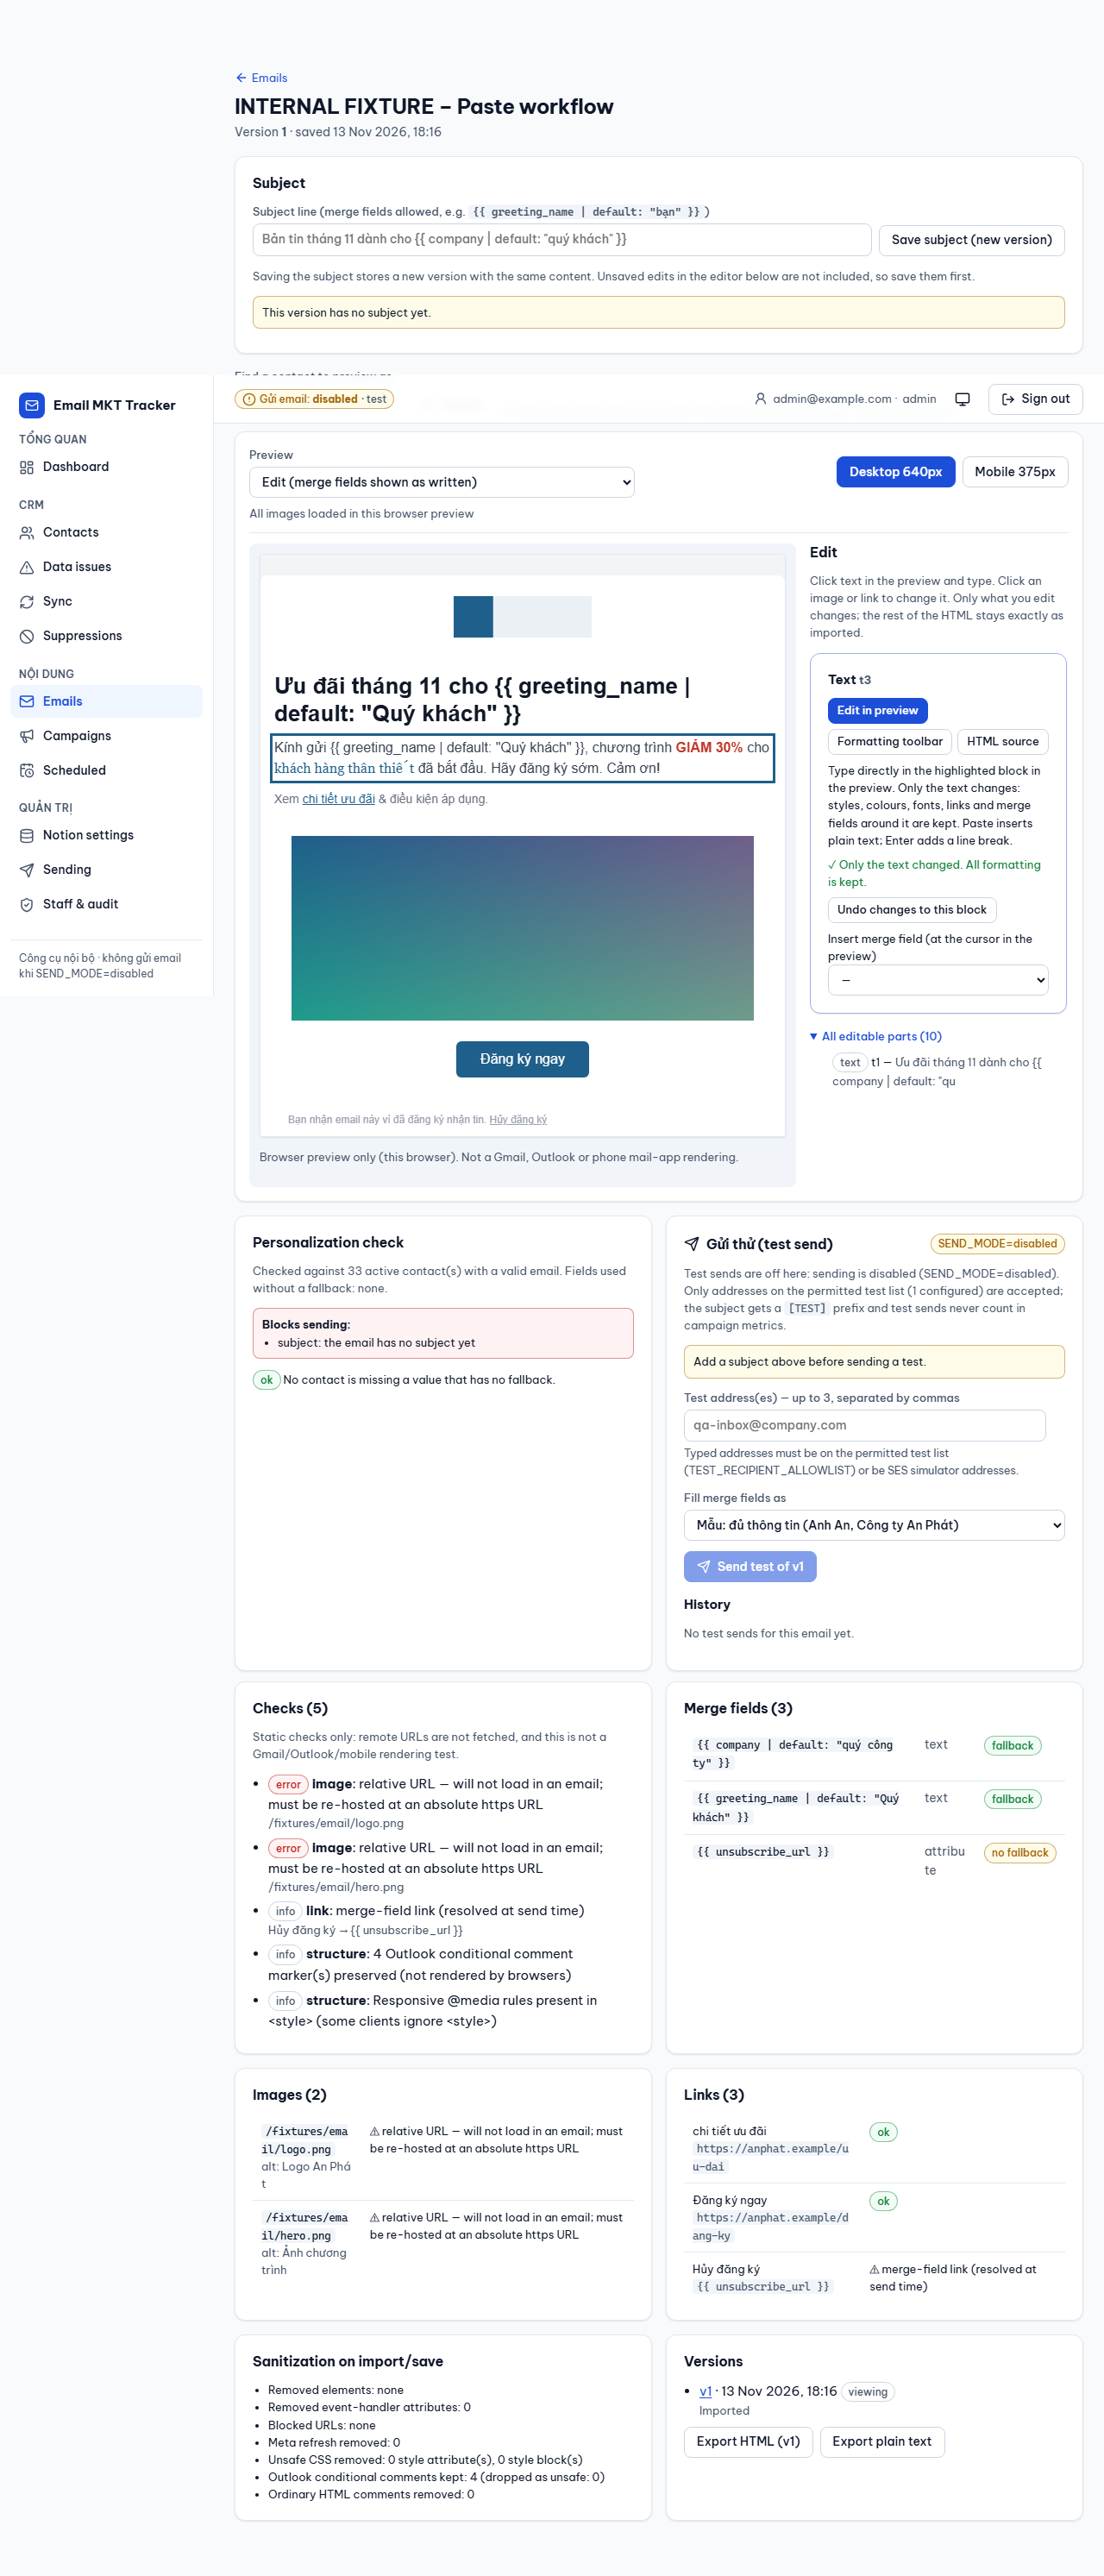 Emails
INTERNAL FIXTURE – Paste workflow
Version 1 · saved 13 Nov 2026, 18:16
Subject
Subject line (merge fields allowed, e.g. {{ greeting_name | default: "bạn" }} )
Bản tin tháng 11 dành cho {{ company | default: "quý khách" }}
Save subject (new version)
Saving the subject stores a new version with the same content. Unsaved edits in the editor below are not included, so save them first.
This version has no subject yet.
Email MKT Tracker
TỔNG QUAN
Dashboard
CRM
Contacts
Data issues
Sync
Suppressions
NỘI DUNG
Emails
Campaigns
Scheduled
QUẢN TRỊ
Notion settings
Sending
Staff & audit
Công cụ nội bộ · không gửi email
khi SEND_MODE=disabled
Gửi email: disabled · test
admin@example.com · admin
Sign out
Preview
Edit (merge fields shown as written)
All images loaded in this browser preview
Desktop 640px
Mobile 375px
Ưu đãi tháng 11 cho {{ greeting_name |
default: "Quý khách" }}
Kính gửi {{ greeting_name | default: "Quý khách" }}, chương trình GIẢM 30% cho
khách hàng thân thiết đã bắt đầu. Hãy đăng ký sớm. Cảm ơn!
Xem chi tiết ưu đãi & điều kiện áp dụng.
Đăng ký ngay
Bạn nhận email này vì đã đăng ký nhận tin. Hủy đăng ký
Browser preview only (this browser). Not a Gmail, Outlook or phone mail-app rendering.
Edit
Click text in the preview and type. Click an
image or link to change it. Only what you edit
changes; the rest of the HTML stays exactly as
imported.
Text t3
Edit in preview
Formatting toolbar
HTML source
Type directly in the highlighted block in
the preview. Only the text changes:
styles, colours, fonts, links and merge
fields around it are kept. Paste inserts
plain text; Enter adds a line break.
✓ Only the text changed. All formatting
is kept.
Undo changes to this block
Insert merge field (at the cursor in the
preview)
—
▼ All editable parts (10)
text t1 — Ưu đãi tháng 11 dành cho {{
company | default: "qu
Personalization check
Checked against 33 active contact(s) with a valid email. Fields used
without a fallback: none.
Blocks sending:
• subject: the email has no subject yet
ok No contact is missing a value that has no fallback.
Gửi thử (test send)
SEND_MODE=disabled
Test sends are off here: sending is disabled (SEND_MODE=disabled).
Only addresses on the permitted test list (1 configured) are accepted;
the subject gets a [TEST] prefix and test sends never count in
campaign metrics.
Add a subject above before sending a test.
Test address(es) — up to 3, separated by commas
qa-inbox@company.com
Typed addresses must be on the permitted test list
(TEST_RECIPIENT_ALLOWLIST) or be SES simulator addresses.
Fill merge fields as
Mẫu: đủ thông tin (Anh An, Công ty An Phát)
Send test of v1
History
No test sends for this email yet.
Checks (5)
Static checks only: remote URLs are not fetched, and this is not a
Gmail/Outlook/mobile rendering test.
• error image: relative URL — will not load in an email;
must be re-hosted at an absolute https URL
/fixtures/email/logo.png
• error image: relative URL — will not load in an email;
must be re-hosted at an absolute https URL
/fixtures/email/hero.png
• info link: merge-field link (resolved at send time)
Hủy đăng ký → {{ unsubscribe_url }}
• info structure: 4 Outlook conditional comment
marker(s) preserved (not rendered by browsers)
• info structure: Responsive @media rules present in
<style> (some clients ignore <style>)
Merge fields (3)
{{ company | default: "quý công
ty" }}
text
fallback
{{ greeting_name | default: "Quý
khách" }}
text
fallback
{{ unsubscribe_url }}
attribu
te
no fallback
Images (2)
/fixtures/ema
il/logo.png
alt: Logo An Phá
t
⚠ relative URL — will not load in an email; must
be re-hosted at an absolute https URL
/fixtures/ema
il/hero.png
alt: Ảnh chương
trình
⚠ relative URL — will not load in an email; must
be re-hosted at an absolute https URL
Links (3)
chi tiết ưu đãi
https://anphat.example/u
u-dai
ok
Đăng ký ngay
https://anphat.example/d
ang-ky
ok
Hủy đăng ký
{{ unsubscribe_url }}
⚠ merge-field link (resolved at
send time)
Sanitization on import/save
• Removed elements: none
• Removed event-handler attributes: 0
• Blocked URLs: none
• Meta refresh removed: 0
• Unsafe CSS removed: 0 style attribute(s), 0 style block(s)
• Outlook conditional comments kept: 4 (dropped as unsafe: 0)
• Ordinary HTML comments removed: 0
Versions
• v1 · 13 Nov 2026, 18:16 viewing
Imported
Export HTML (v1)
Export plain text